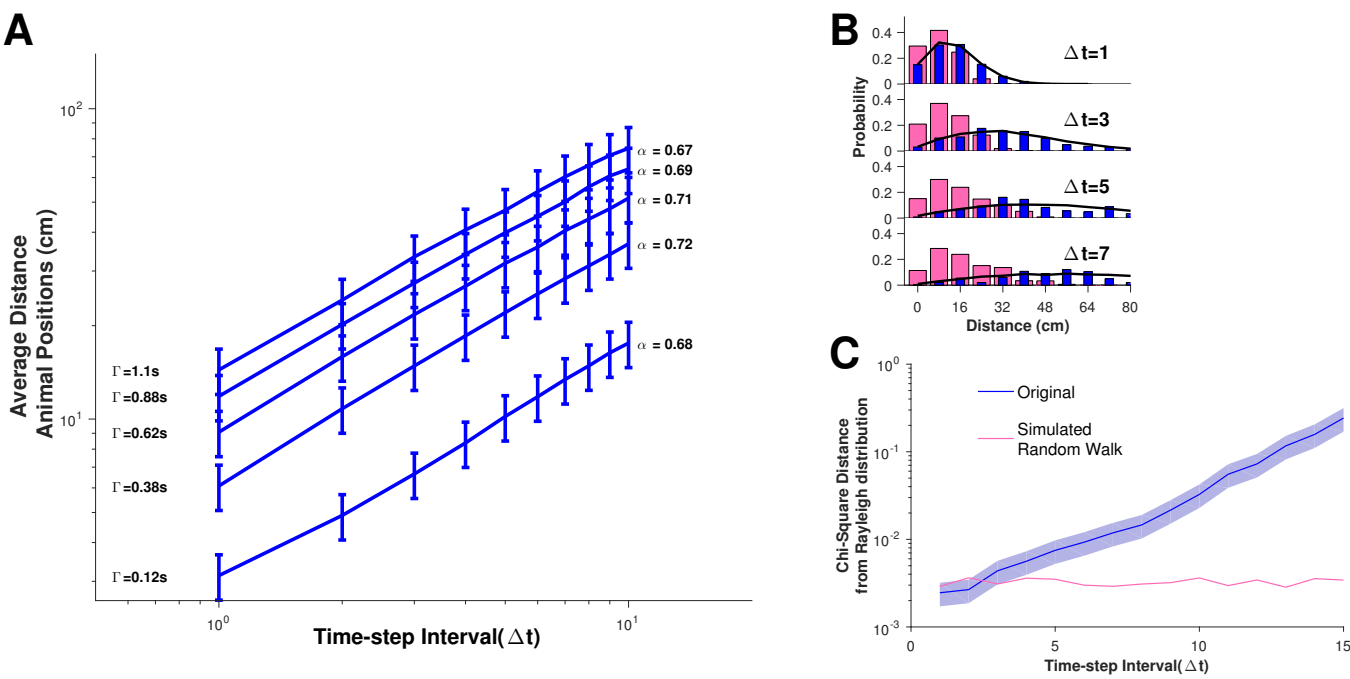 A
Average Distance
Animal Positions (cm)
10²
10¹
α = 0.67
α = 0.69
α = 0.71
α = 0.72
α = 0.68
Γ=1.1s
Γ=0.88s
Γ=0.62s
Γ=0.38s
Γ=0.12s
10⁰
10¹
Time-step Interval(Δt)
B
Probability
0.4
0.2
0
Δt=1
0.4
0.2
0
Δt=3
0.4
0.2
0
Δt=5
0.4
0.2
0
Δt=7
0 16 32 48 64 80
Distance (cm)
C
Chi-Square Distance
from Rayleigh distribution
10⁰
10⁻¹
10⁻²
10⁻³
Original
Simulated
Random Walk
0 5 10 15
Time-step Interval(Δt)